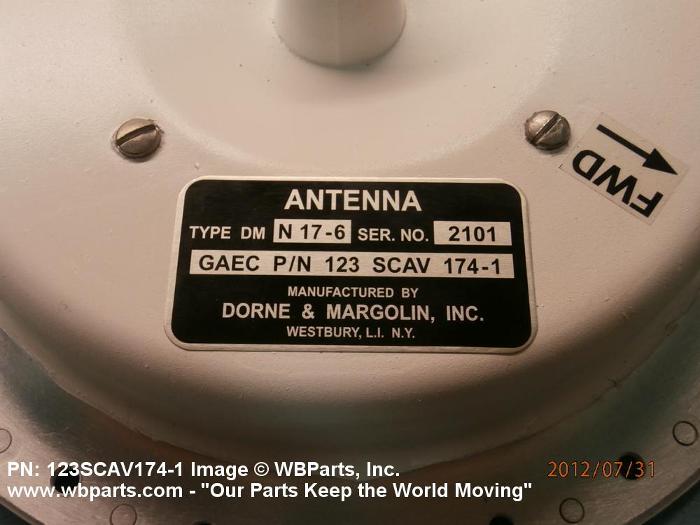 FWD
ANTENNA
TYPE DM N 17-6 SER. NO. 2101
GAEC P/N 123 SCAV 174-1
MANUFACTURED BY
DORNE & MARGOLIN, INC.
WESTBURY, L.I. N.Y.
PN: 123SCAV174-1 Image © WBParts, Inc.
2012/07/31
www.wbparts.com - "Our Parts Keep the World Moving"